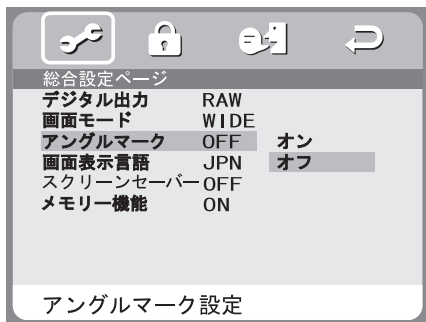 総合設定ページ
デジタル出力 RAW
画面モード WIDE
アングルマーク OFF オン
画面表示言語 JPN オフ
スクリーンセーバー OFF
メモリー機能 ON
アングルマーク設定